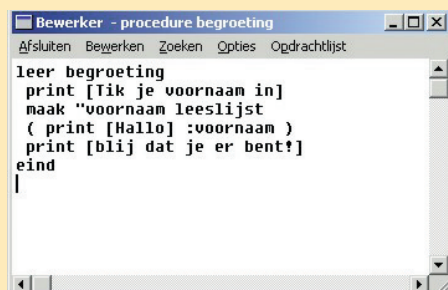 Bewerker - procedure begroeting
Afsluiten Bewerken Zoeken Opties Opdrachtlijst
leer begroeting
print [Tik je voornaam in]
maak "voornaam leeslijst
( print [Hallo] :voornaam )
print [blij dat je er bent!]
eind